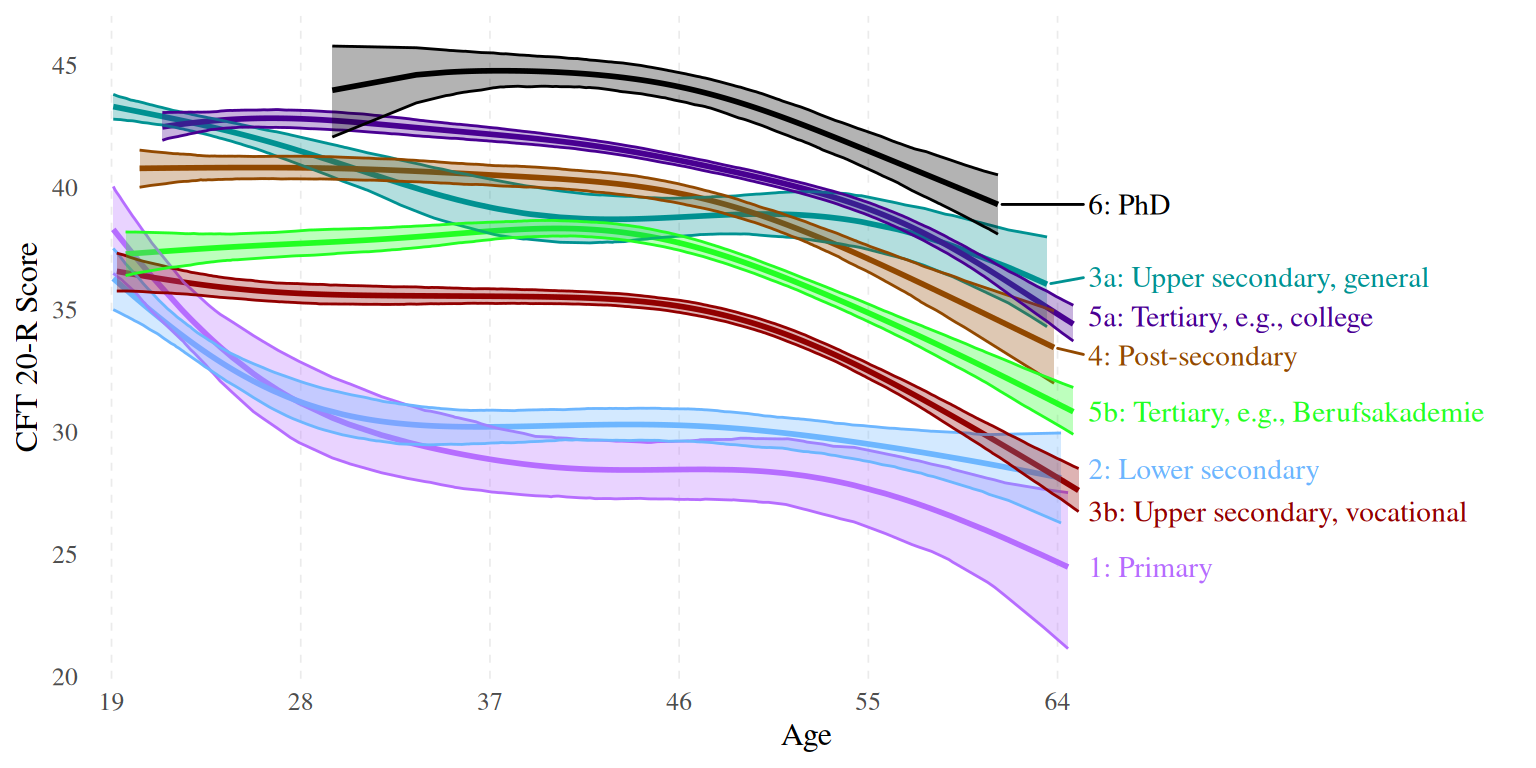 45
40
35
30
25
20
CFT 20-R Score
19 28 37 46 55 64
Age
6: PhD
3a: Upper secondary, general
5a: Tertiary, e.g., college
4: Post-secondary
5b: Tertiary, e.g., Berufsakademie
2: Lower secondary
3b: Upper secondary, vocational
1: Primary